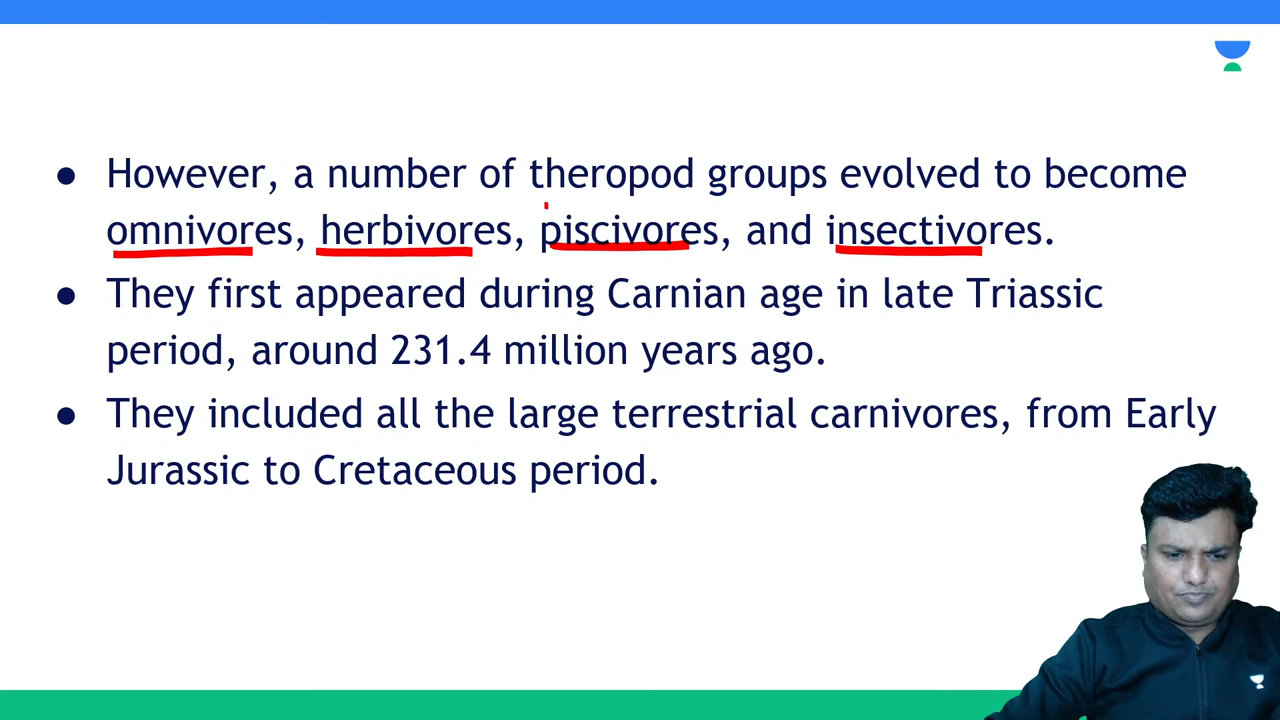 ● However, a number of theropod groups evolved to become
omnivores, herbivores, piscivores, and insectivores.
● They first appeared during Carnian age in late Triassic
period, around 231.4 million years ago.
● They included all the large terrestrial carnivores, from Early
Jurassic to Cretaceous period.